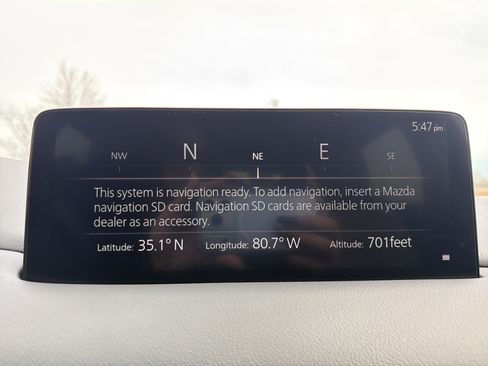 5:47 pm
NW N NE E SE
This system is navigation ready. To add navigation, insert a Mazda
navigation SD card. Navigation SD cards are available from your
dealer as an accessory.
Latitude: 35.1° N Longitude: 80.7° W Altitude: 701feet